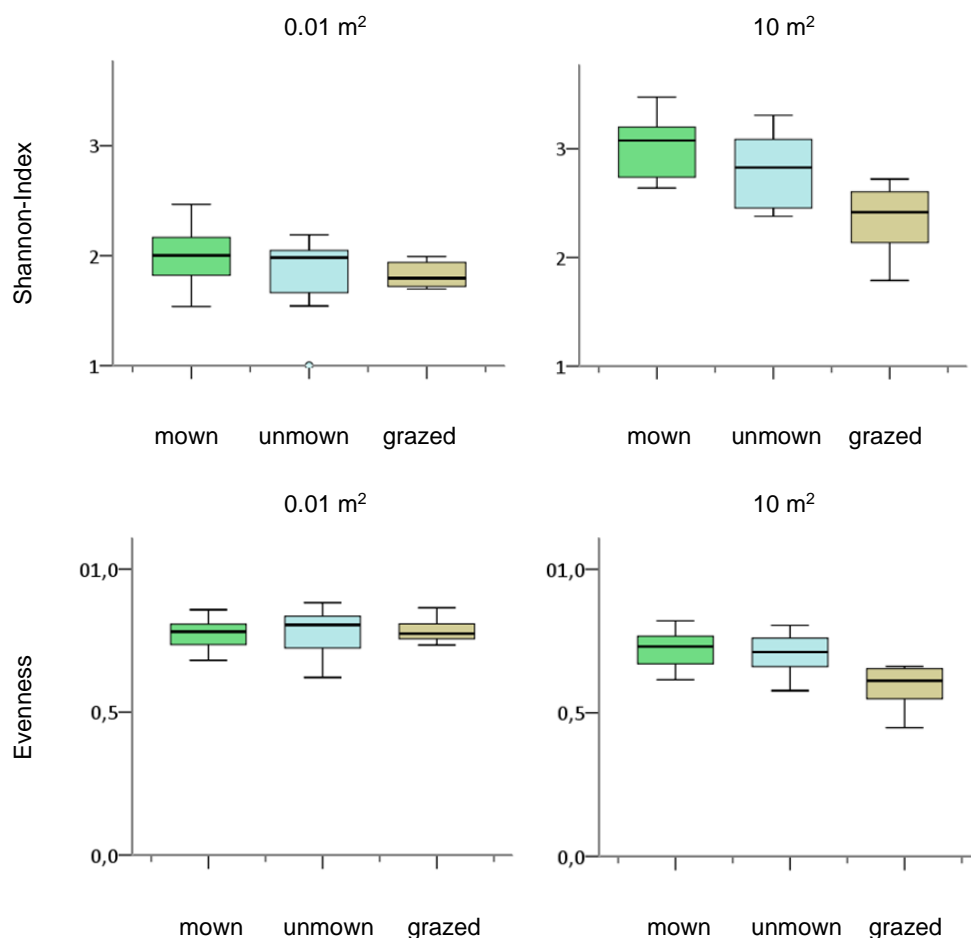 0.01 m²
10 m²
Shannon-Index
3
2
1
3
2
1
mown unmown grazed
mown unmown grazed
0.01 m²
10 m²
Evenness
01,0
0,5
0,0
01,0
0,5
0,0
mown unmown grazed
mown unmown grazed